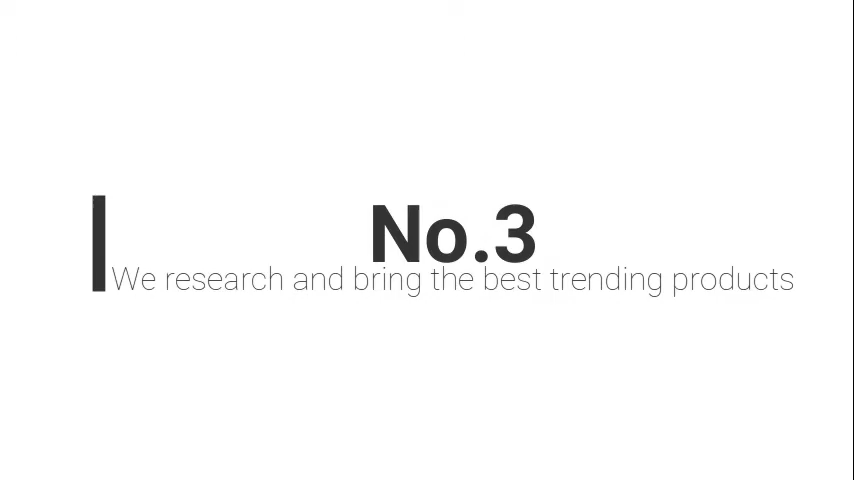 No.3
We research and bring the best trending products